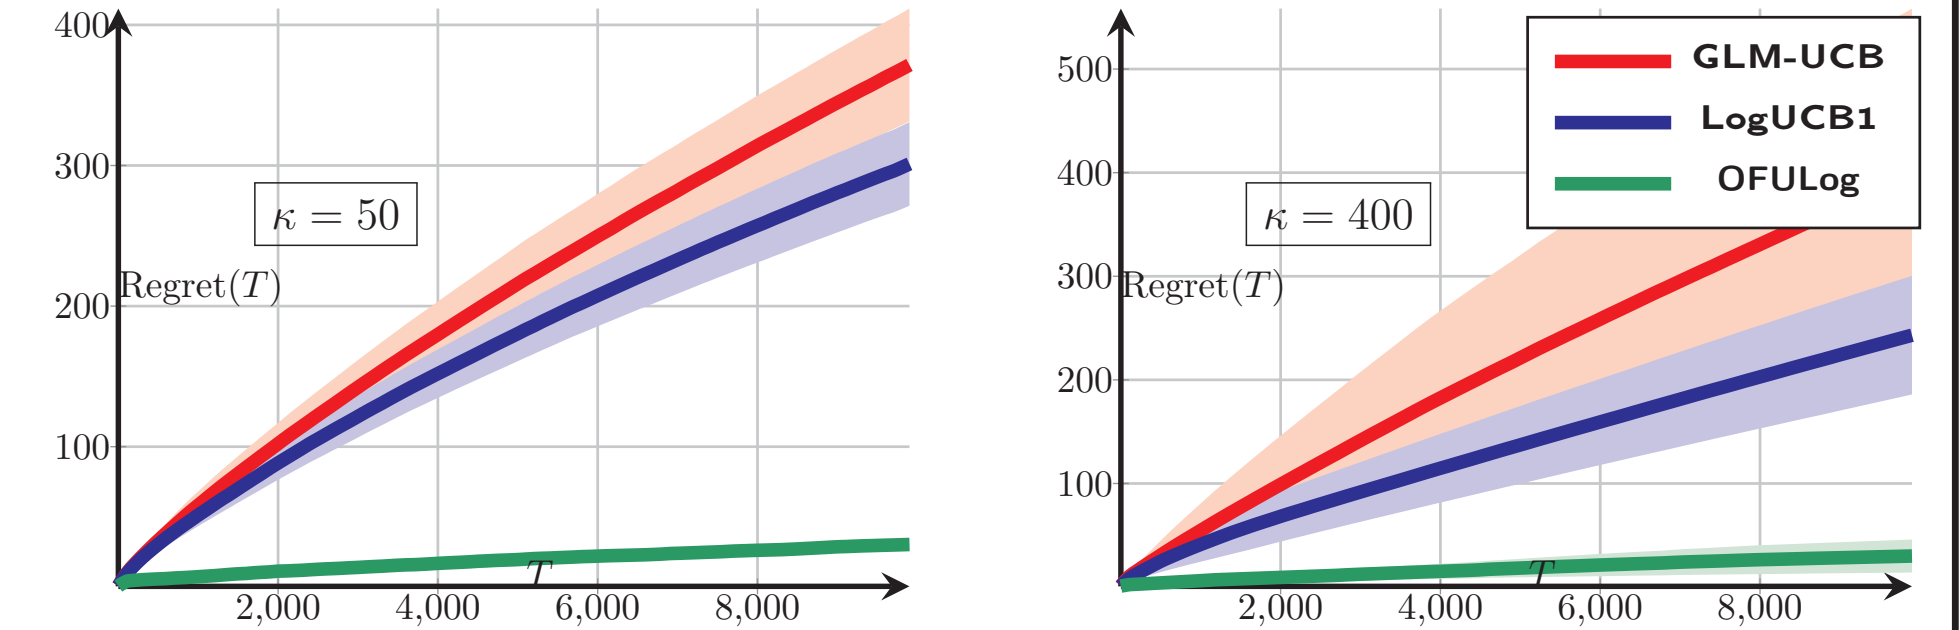 400
300
200
100
κ = 50
Regret(T)
T
2,000 4,000 6,000 8,000
500
400
300
200
100
κ = 400
Regret(T)
T
2,000 4,000 6,000 8,000
GLM-UCB
LogUCB1
OFULog